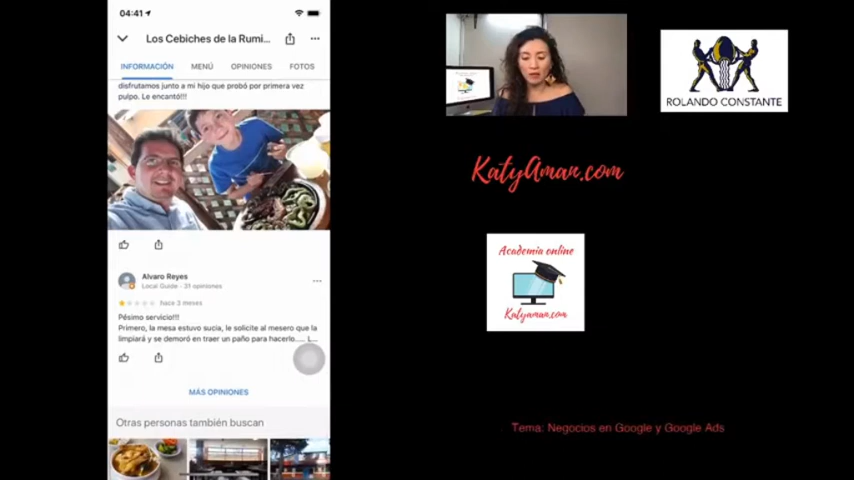 04:41
Los Cebiches de la Rumi...
INFORMACIÓN
MENÚ
OPINIONES
FOTOS
disfrutamos junto a mi hijo que probó por primera vez
pulpo. Le encantó!!!
Alvaro Reyes
Local Guide · 31 opiniones
hace 3 meses
Pésimo servicio!!!
Primero, la mesa estuvo sucia, le solicite al mesero que la
limpiará y se demoró en traer un paño para hacerlo.... L...
MÁS OPINIONES
Otras personas también buscan
ROLANDO CONSTANTE
KatyAman.com
Academia online
Katyaman.com
Tema: Negocios en Google y Google Ads